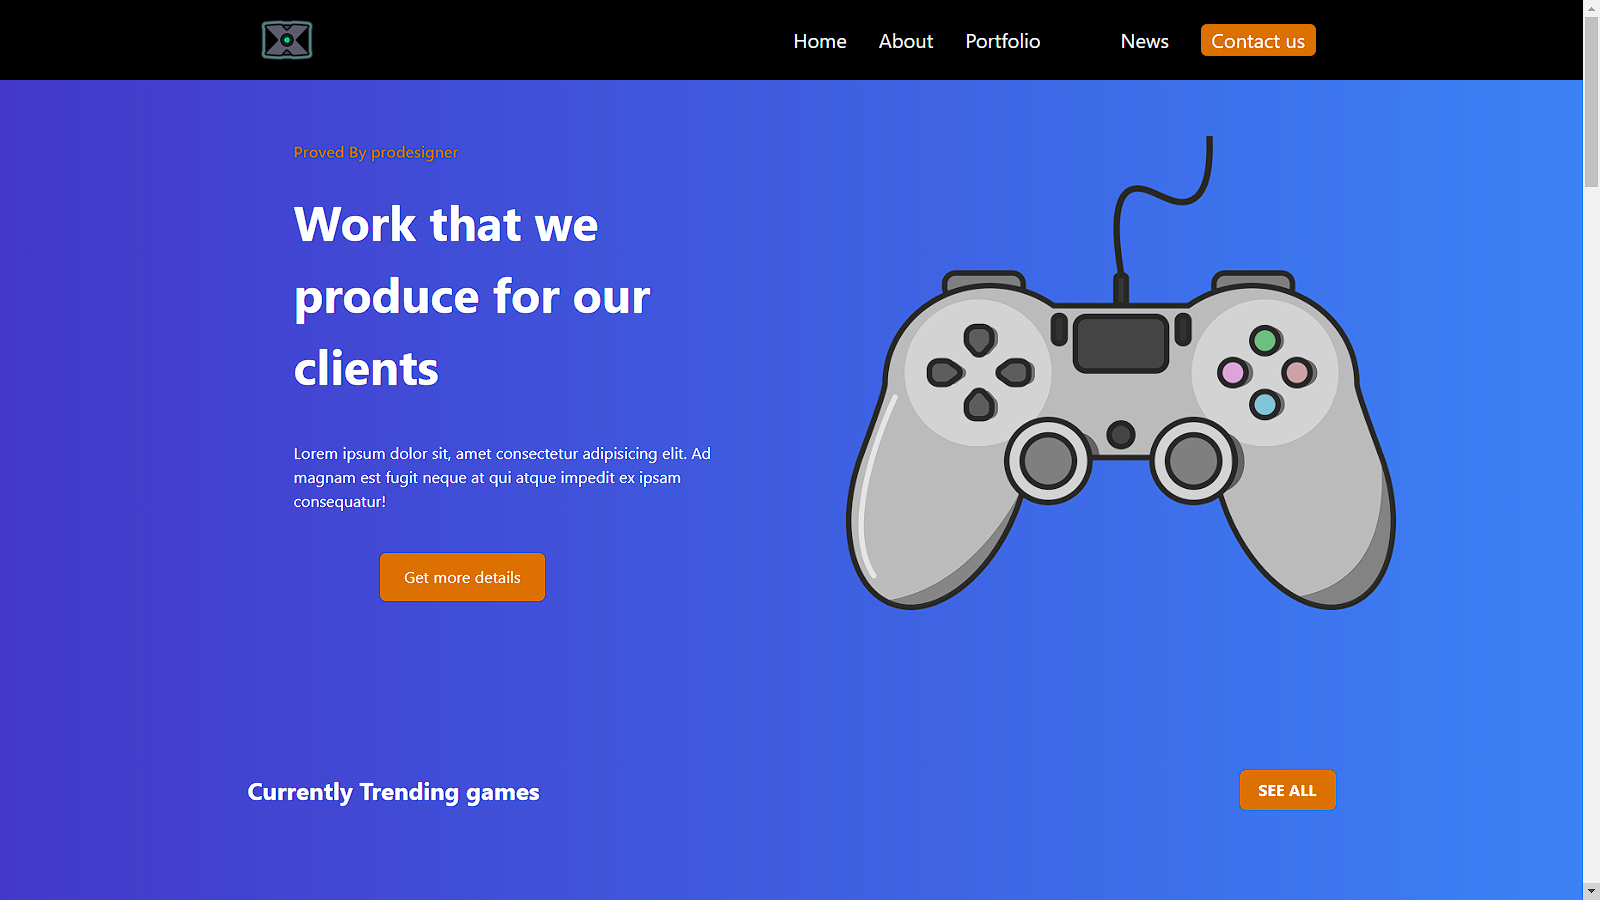 Home About Portfolio News Contact us
Proved By prodesigner
Work that we
produce for our
clients
Lorem ipsum dolor sit, amet consectetur adipisicing elit. Ad
magnam est fugit neque at qui atque impedit ex ipsam
consequatur!
Get more details
Currently Trending games
SEE ALL